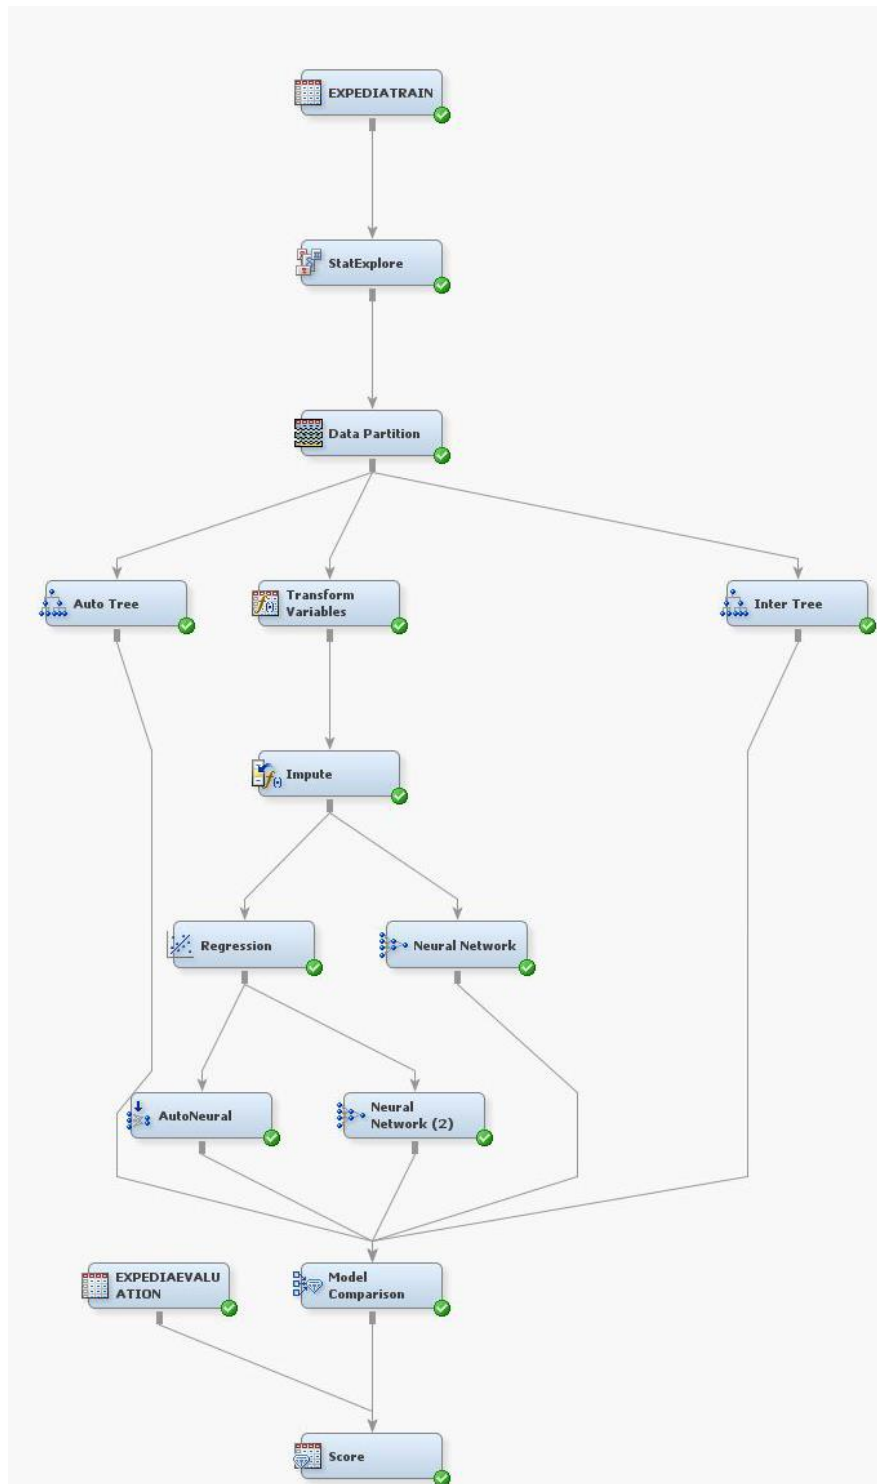 EXPEDIATRAIN
StatExplore
Data Partition
Auto Tree
Transform
Variables
Inter Tree
Impute
Regression
Neural Network
AutoNeural
Neural
Network (2)
EXPEDIAEVALU
ATION
Model
Comparison
Score